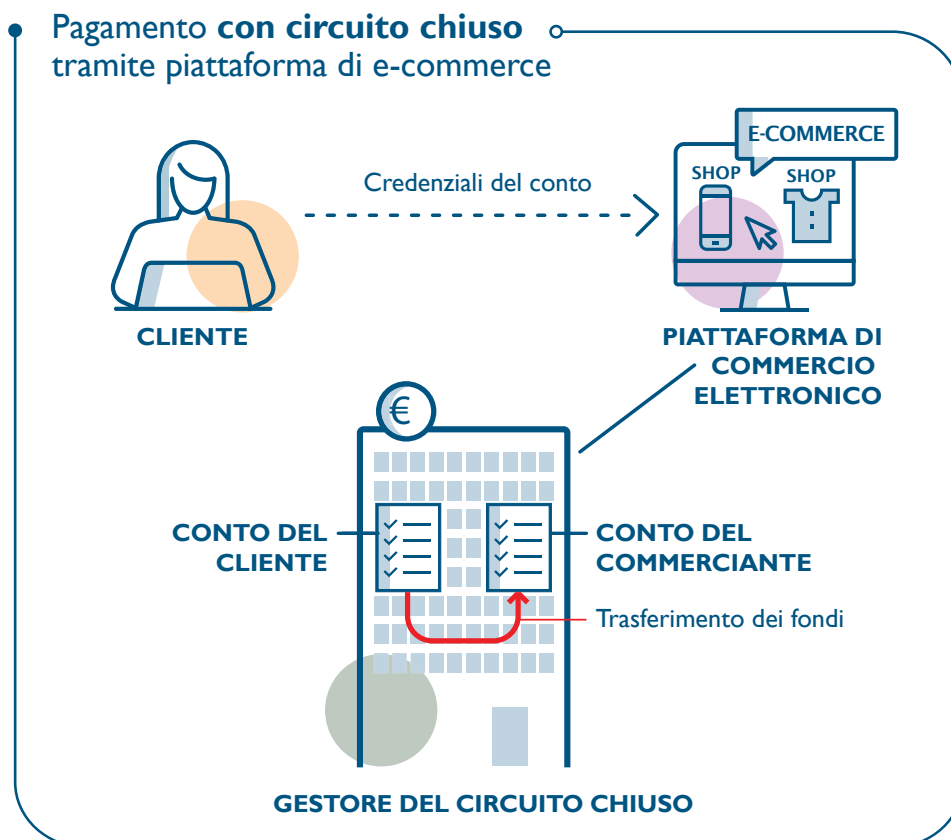 Pagamento con circuito chiuso
tramite piattaforma di e-commerce
E-COMMERCE
SHOP
SHOP
Credenziali del conto
CLIENTE
PIATTAFORMA DI
COMMERCIO
ELETTRONICO
€
CONTO DEL
CLIENTE
CONTO DEL
COMMERCIANTE
Trasferimento dei fondi
GESTORE DEL CIRCUITO CHIUSO